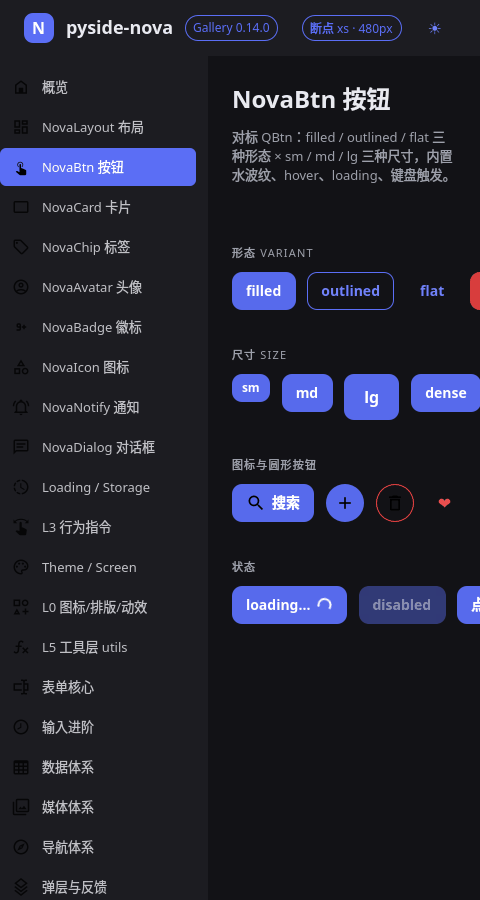 N pyside-nova Gallery 0.14.0 断点 xs · 480px
概览
NovaLayout 布局
NovaBtn 按钮
NovaCard 卡片
NovaChip 标签
NovaAvatar 头像
9+ NovaBadge 徽标
NovaIcon 图标
NovaNotify 通知
NovaDialog 对话框
Loading / Storage
L3 行为指令
Theme / Screen
L0 图标/排版/动效
L5 工具层 utils
表单核心
输入进阶
数据体系
媒体体系
导航体系
弹层与反馈
NovaBtn 按钮
对标 QBtn：filled / outlined / flat 三
种形态 × sm / md / lg 三种尺寸，内置
水波纹、hover、loading、键盘触发。
形态 VARIANT
filled outlined flat
尺寸 SIZE
sm md lg dense
图标与圆形按钮
搜索
状态
loading... disabled 点